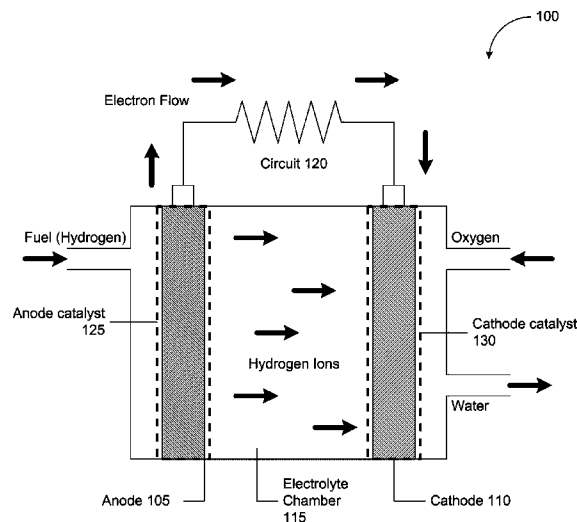 100
Electron Flow
Circuit 120
Fuel (Hydrogen)
Oxygen
Anode catalyst
125
Cathode catalyst
130
Hydrogen Ions
Water
Anode 105
Electrolyte
Chamber
115
Cathode 110